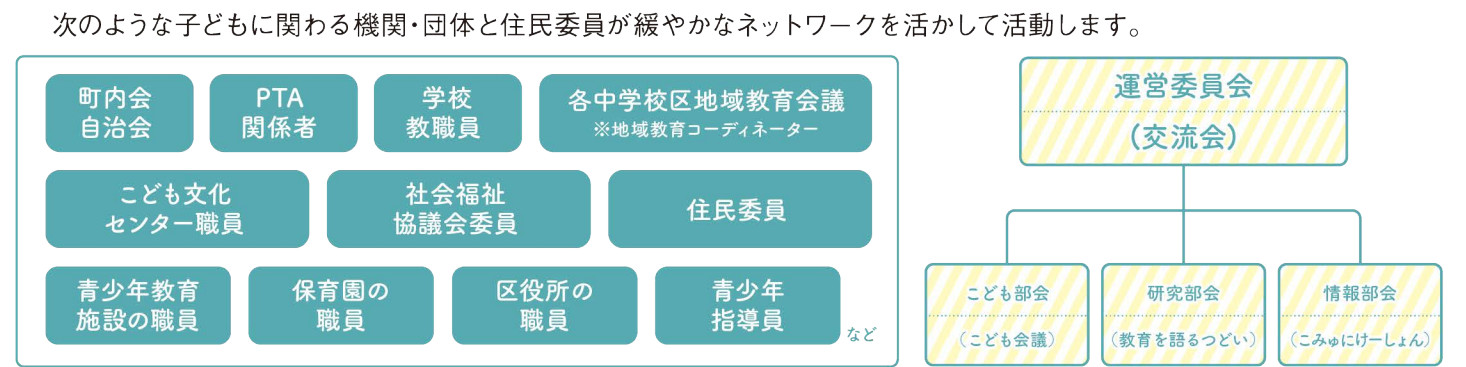 次のような子どもに関わる機関・団体と住民委員が緩やかなネットワークを活かして活動します。
町内会
自治会
PTA
関係者
学校
教職員
各中学校区地域教育会議
※地域教育コーディネーター
こども文化
センター職員
社会福祉
協議会委員
住民委員
青少年教育
施設の職員
保育園の
職員
区役所の
職員
青少年
指導員
など
運営委員会
(交流会)
こども部会
(こども会議)
研究部会
(教育を語るつどい)
情報部会
(こみゅにけーしょん)